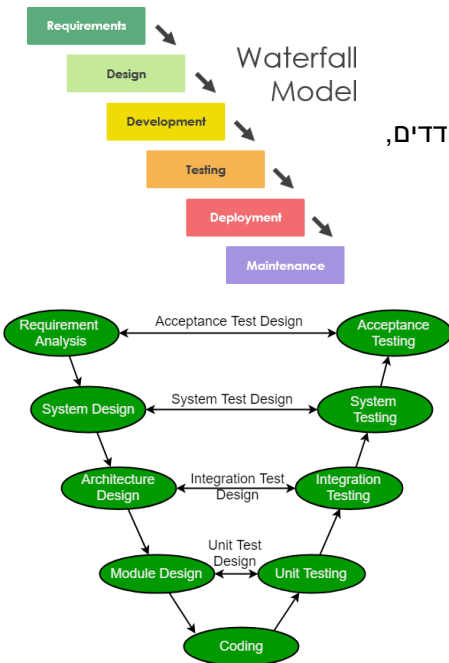 Requirements
Waterfall
Model
Design
Development
דדים,
Testing
Deployment
Maintenance
Requirement
Analysis
Acceptance Test Design
Acceptance
Testing
System Design
System Test Design
System
Testing
Architecture
Design
Integration Test
Design
Integration
Testing
Module Design
Unit Test
Design
Unit Testing
Coding